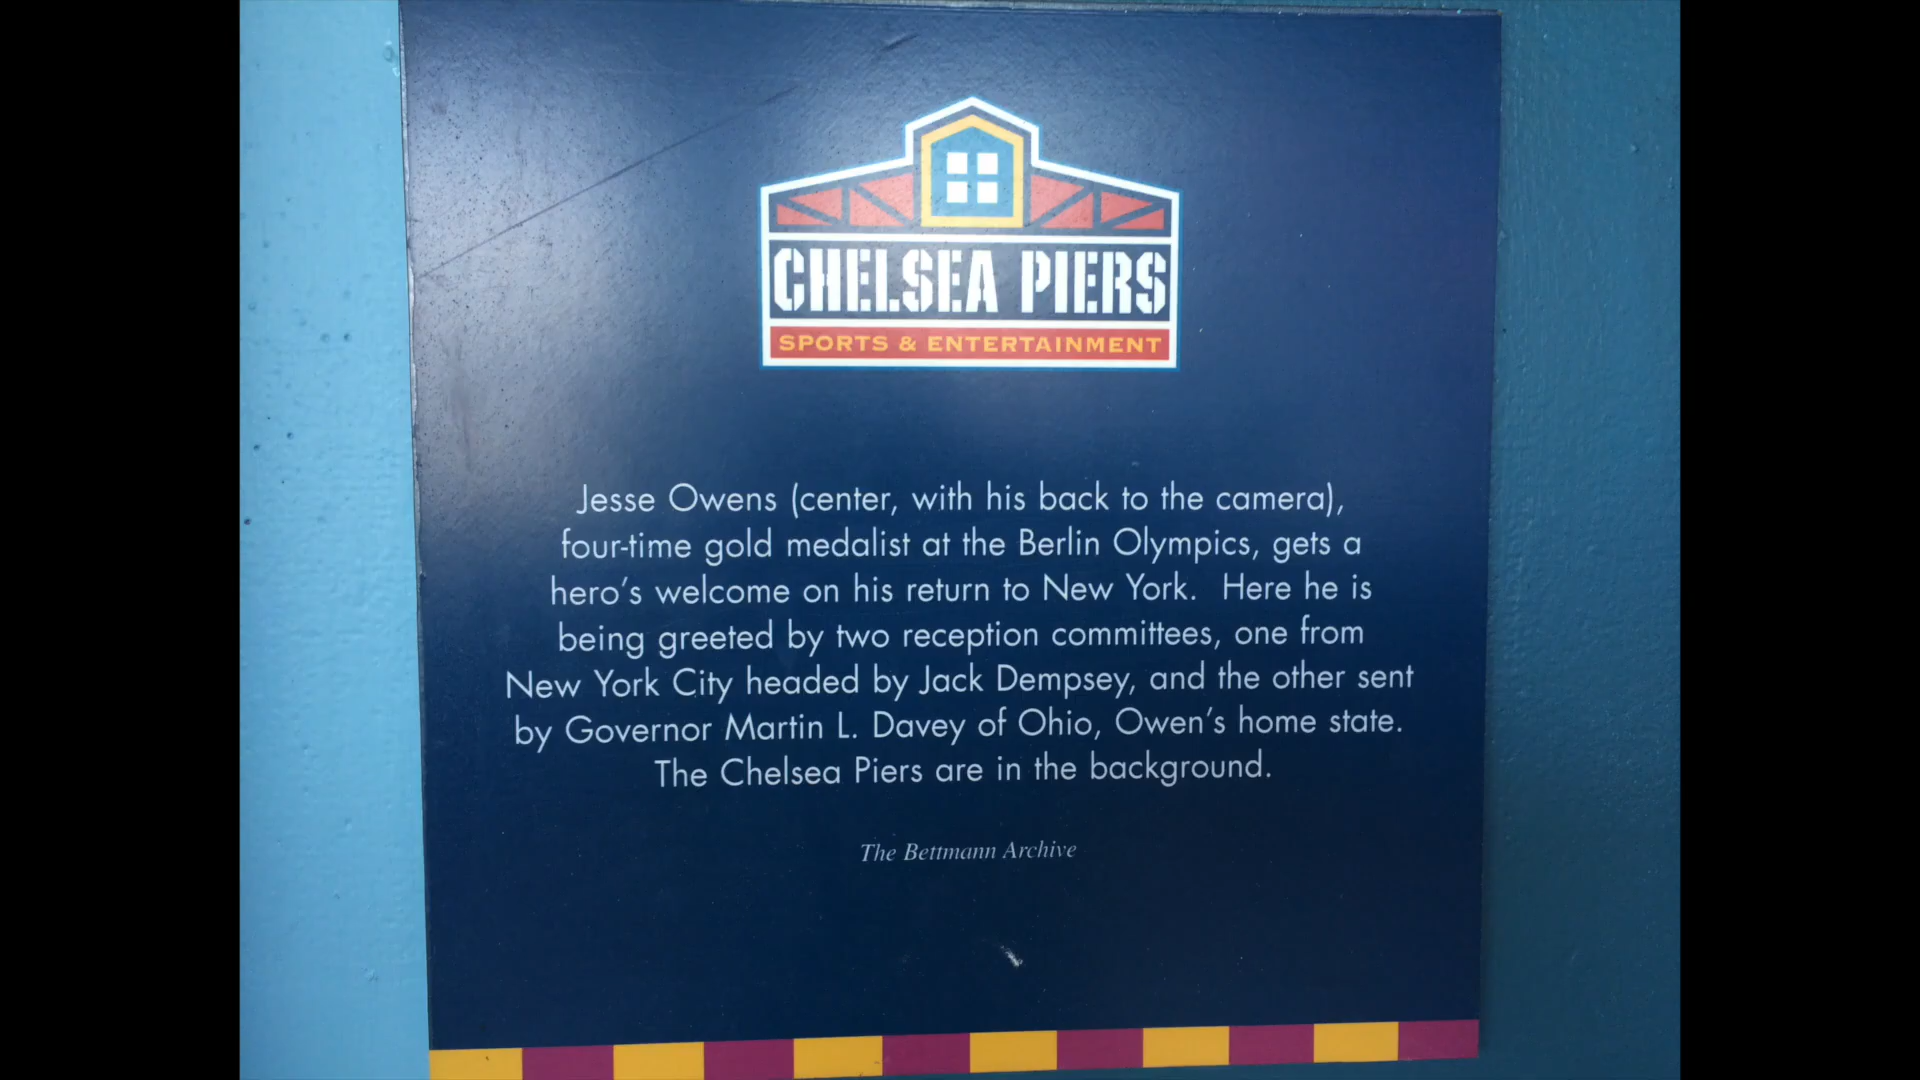 CHELSEA PIERS
SPORTS & ENTERTAINMENT
Jesse Owens (center, with his back to the camera),
four-time gold medalist at the Berlin Olympics, gets a
hero's welcome on his return to New York. Here he is
being greeted by two reception committees, one from
New York City headed by Jack Dempsey, and the other sent
by Governor Martin L. Davey of Ohio, Owen's home state.
The Chelsea Piers are in the background.
The Bettmann Archive